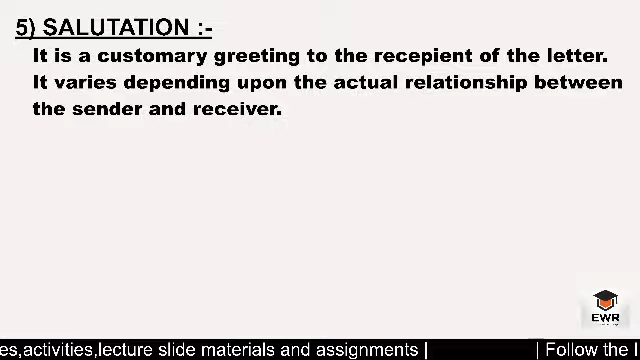 5) SALUTATION :-
It is a customary greeting to the recepient of the letter.
It varies depending upon the actual relationship between
the sender and receiver.
EWR
es,activities,lecture slide materials and assignments | | Follow the l